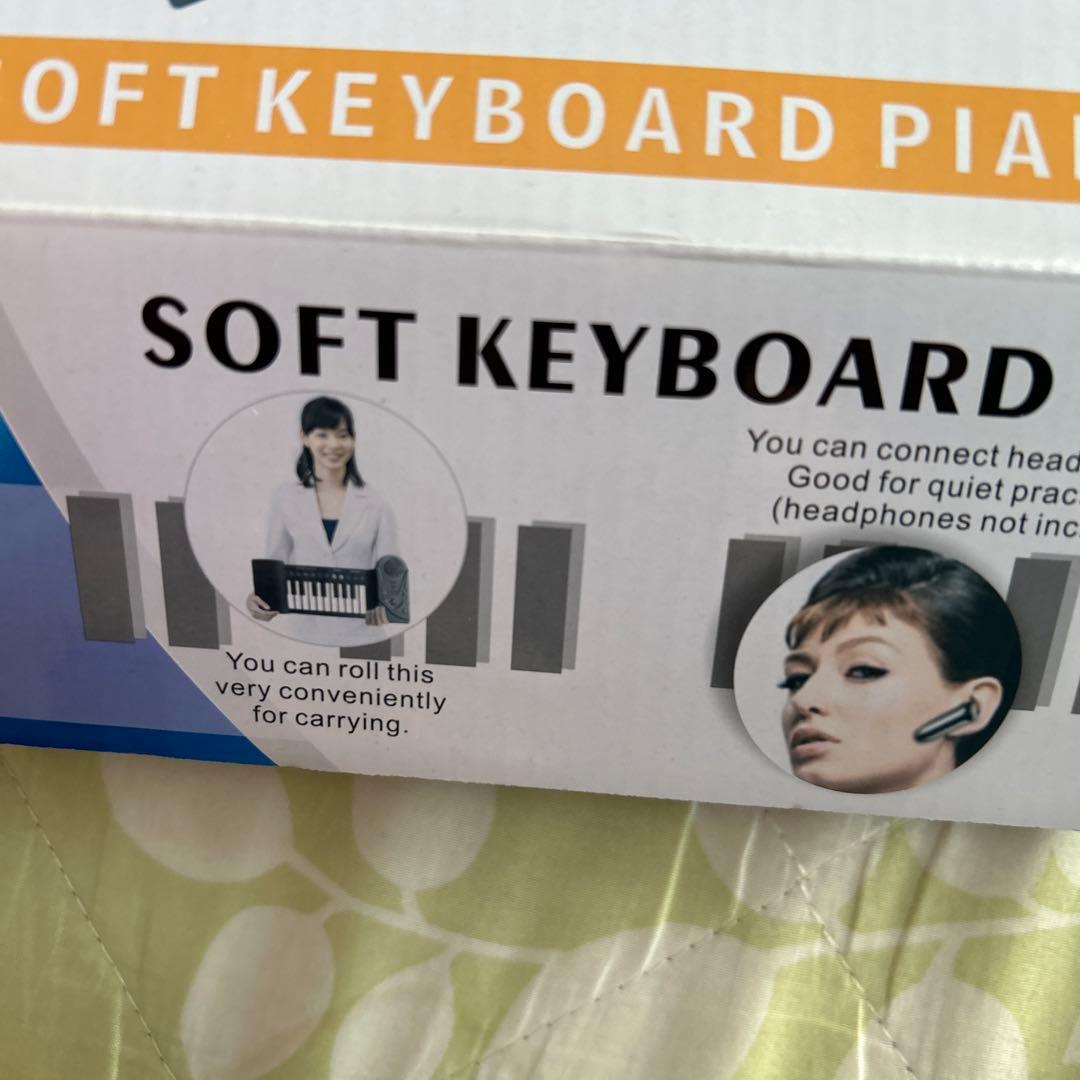 OFT KEYBOARD PIA
SOFT KEYBOARD
You can connect head
Good for quiet prac
(headphones not inc
You can roll this
very conveniently
for carrying.